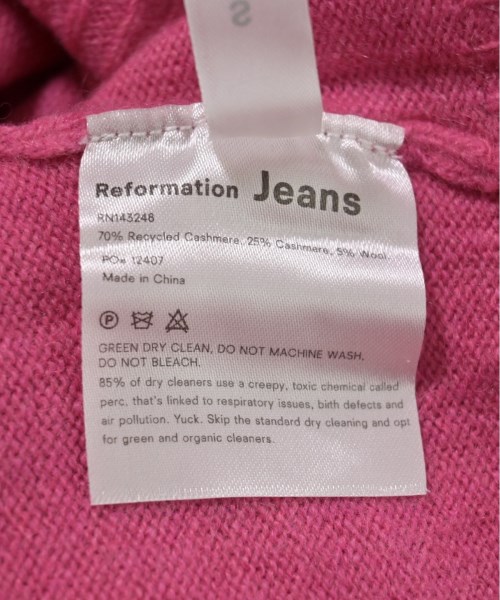 S
Reformation Jeans
RN143248
70% Recycled Cashmere, 25% Cashmere, 5% Wool.
PO# 12407
Made in China
P
GREEN DRY CLEAN, DO NOT MACHINE WASH.
DO NOT BLEACH.
85% of dry cleaners use a creepy, toxic chemical called
perc, that's linked to respiratory issues, birth defects and
air pollution. Yuck. Skip the standard dry cleaning and opt
for green and organic cleaners.